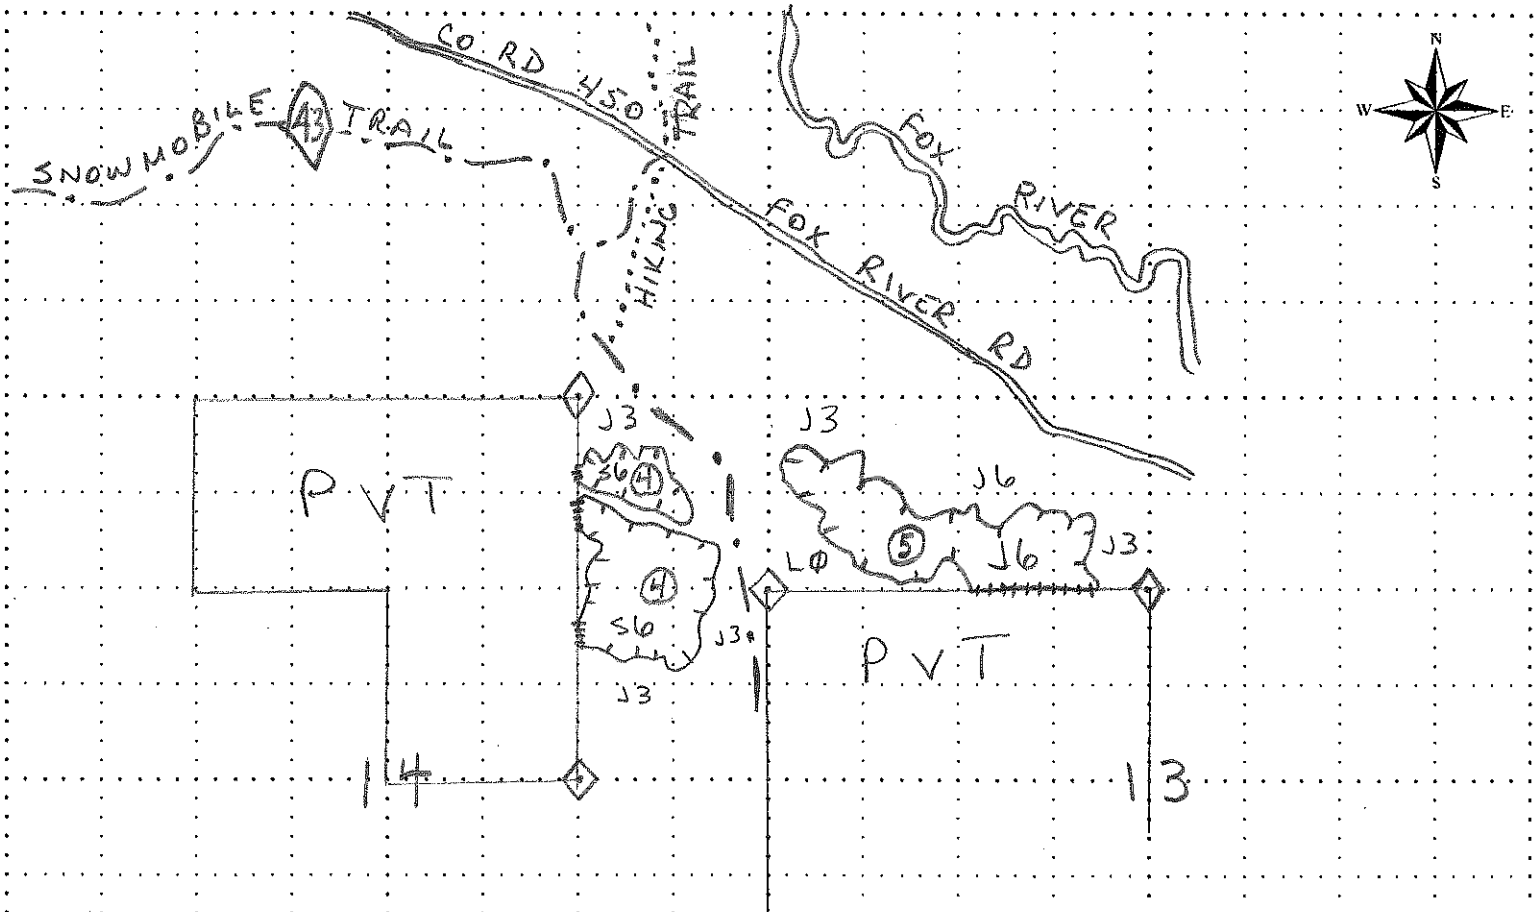 CO RD 450
FOX RIVER RD
FOX RIVER
SNOWMOBILE 43 TRAIL
HIKING TRAIL
N
W E
S
J3
S6 4
PVT
4
S6
J3
J3
J3
J6
5 J6 J3
LØ
PVT
14
13